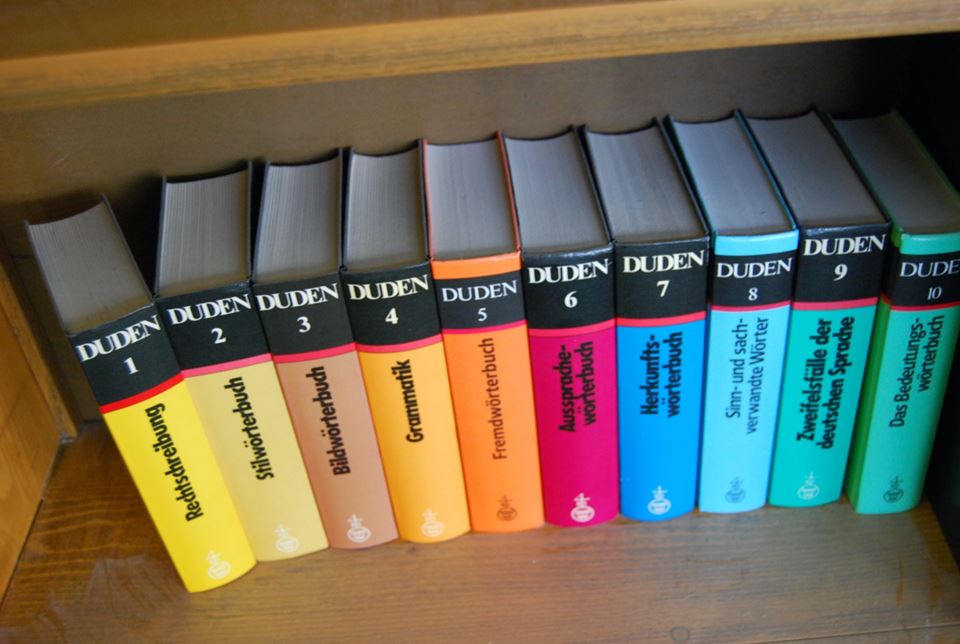 DUDEN
1
Rechtschreibung
DUDEN
2
Stilwörterbuch
DUDEN
3
Bildwörterbuch
DUDEN
4
Grammatik
DUDEN
5
Fremdwörterbuch
DUDEN
6
Aussprache-
wörterbuch
DUDEN
7
Herkunfts-
wörterbuch
DUDEN
8
Sinn- und sach-
verwandte Wörter
DUDEN
9
Zweifelsfälle der
deutschen Sprache
DUDE
10
Das Bedeutungs-
wörterbuch